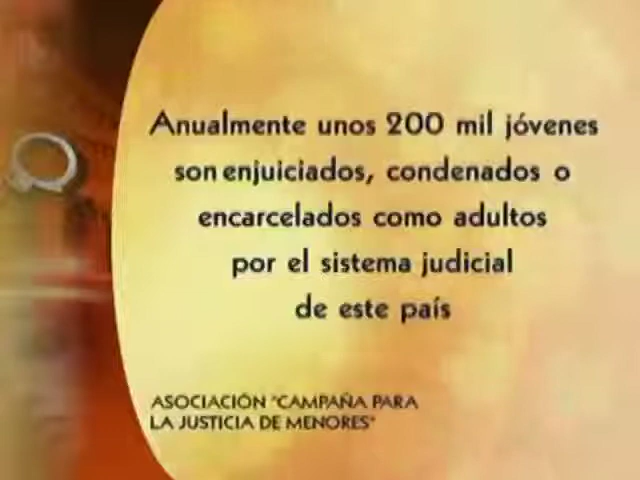 Anualmente unos 200 mil jóvenes
son enjuiciados, condenados o
encarcelados como adultos
por el sistema judicial
de este país
ASOCIACIÓN "CAMPAÑA PARA
LA JUSTICIA DE MENORES"